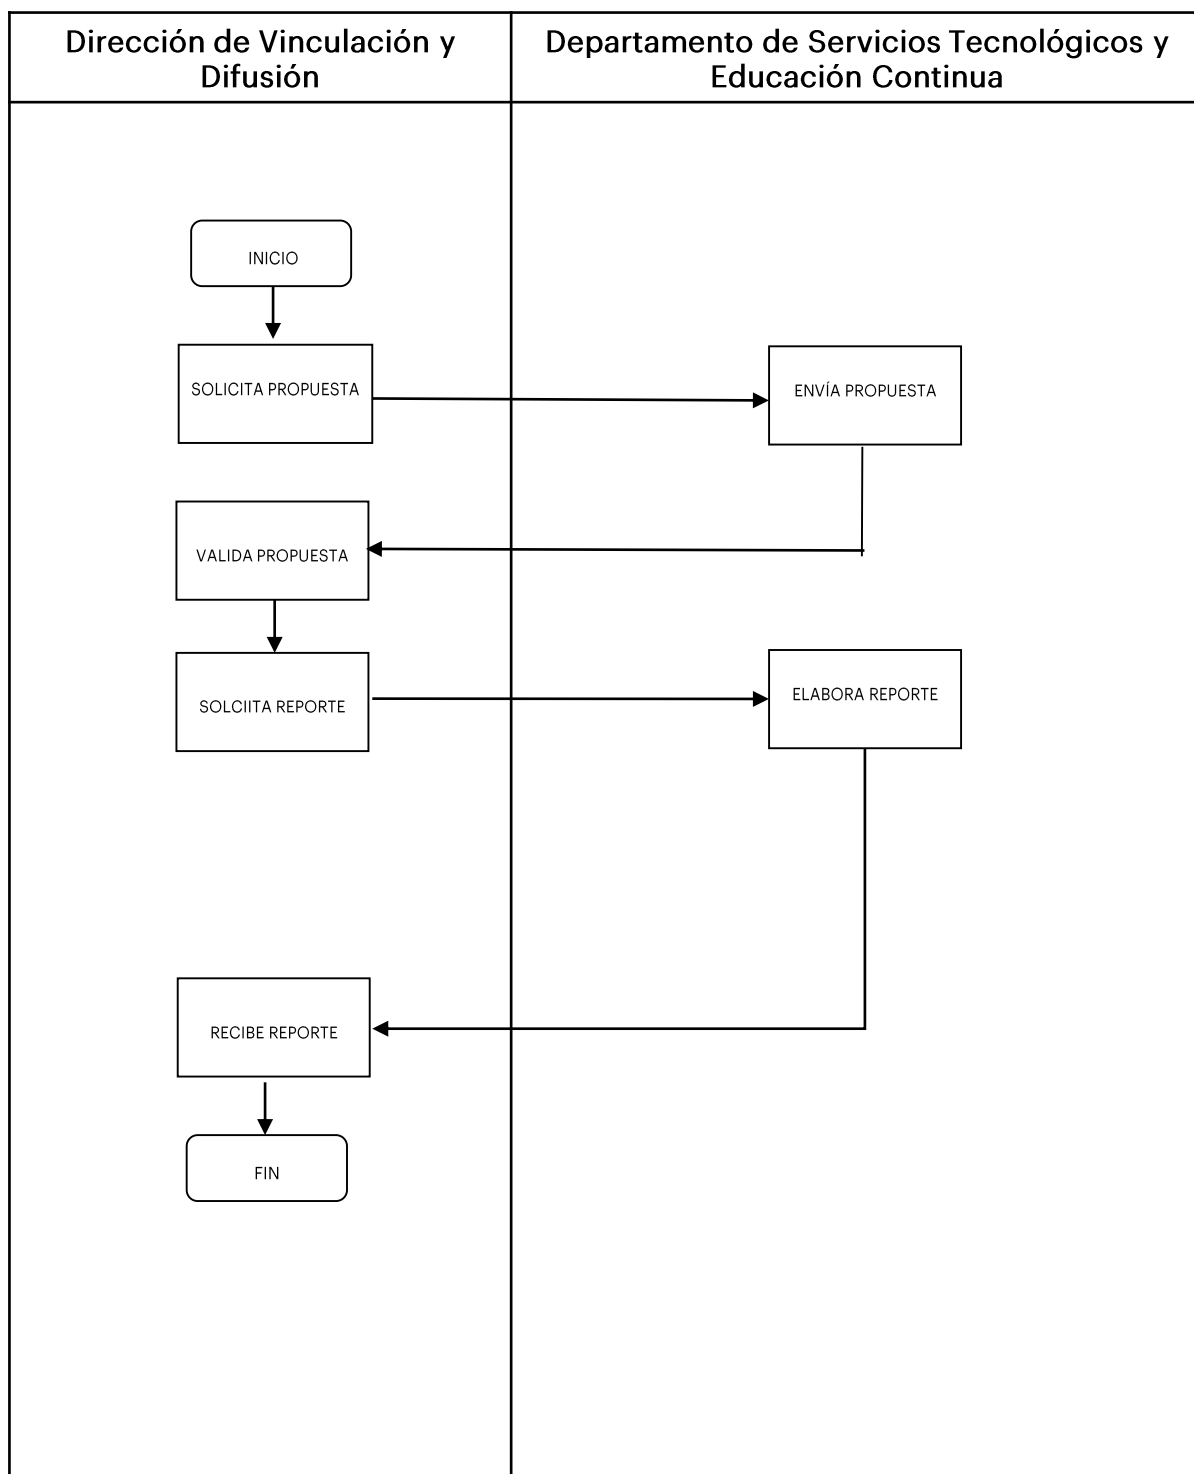 Dirección de Vinculación y
Difusión
Departamento de Servicios Tecnológicos y
Educación Continua
INICIO
SOLICITA PROPUESTA
ENVÍA PROPUESTA
VALIDA PROPUESTA
SOLCIITA REPORTE
ELABORA REPORTE
RECIBE REPORTE
FIN